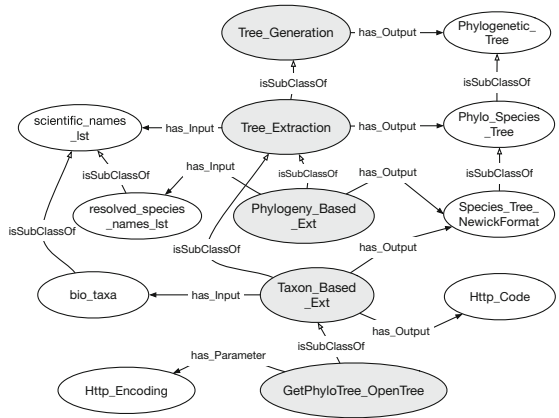 Tree_Generation
has_Output
Phylogenetic_
Tree
isSubClassOf
isSubClassOf
scientific_names
_lst
has_Input
Tree_Extraction
has_Output
Phylo_Species
_Tree
has_Input
isSubClassOf
isSubClassOf
has_Output
isSubClassOf
resolved_species
_names_lst
Phylogeny_Based
_Ext
Species_Tree_
NewickFormat
isSubClassOf
isSubClassOf
has_Output
bio_taxa
has_Input
Taxon_Based
_Ext
Http_Code
has_Output
isSubClassOf
has_Parameter
Http_Encoding
GetPhyloTree_OpenTree